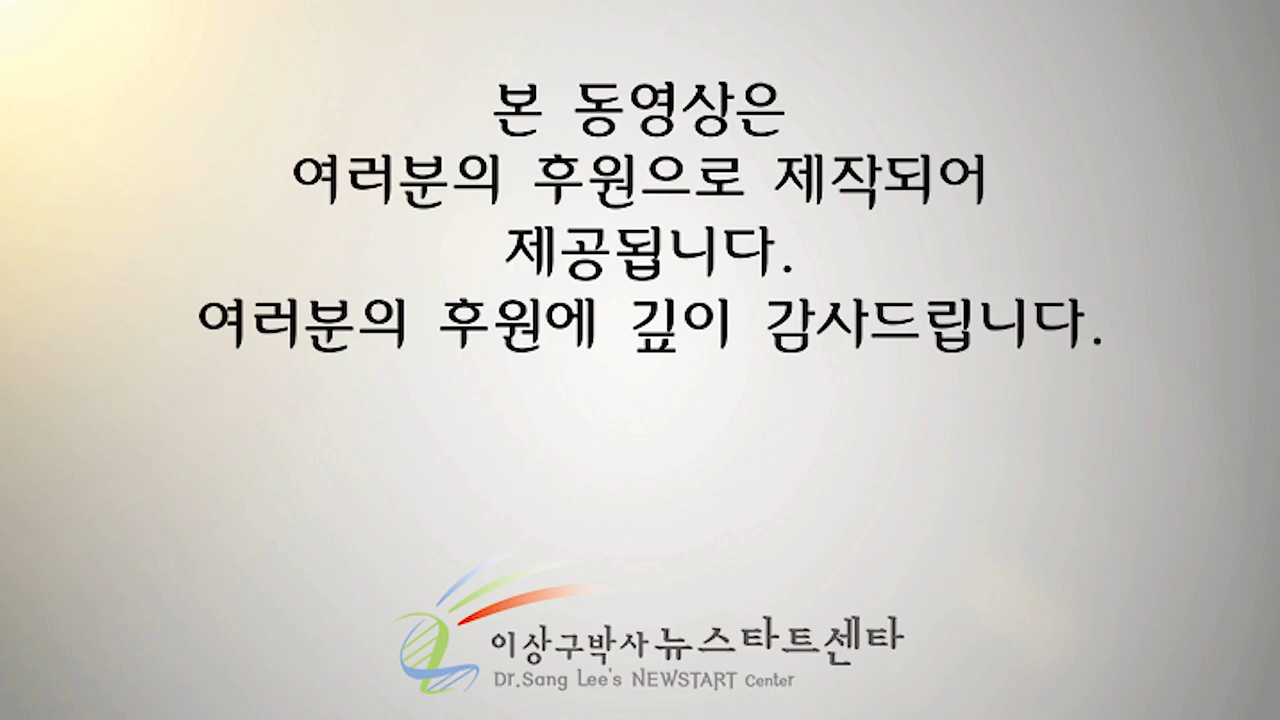 본 동영상은
여러분의 후원으로 제작되어
제공됩니다.
여러분의 후원에 깊이 감사드립니다.
이상구박사뉴스타트센타
Dr.Sang Lee's NEWSTART Center